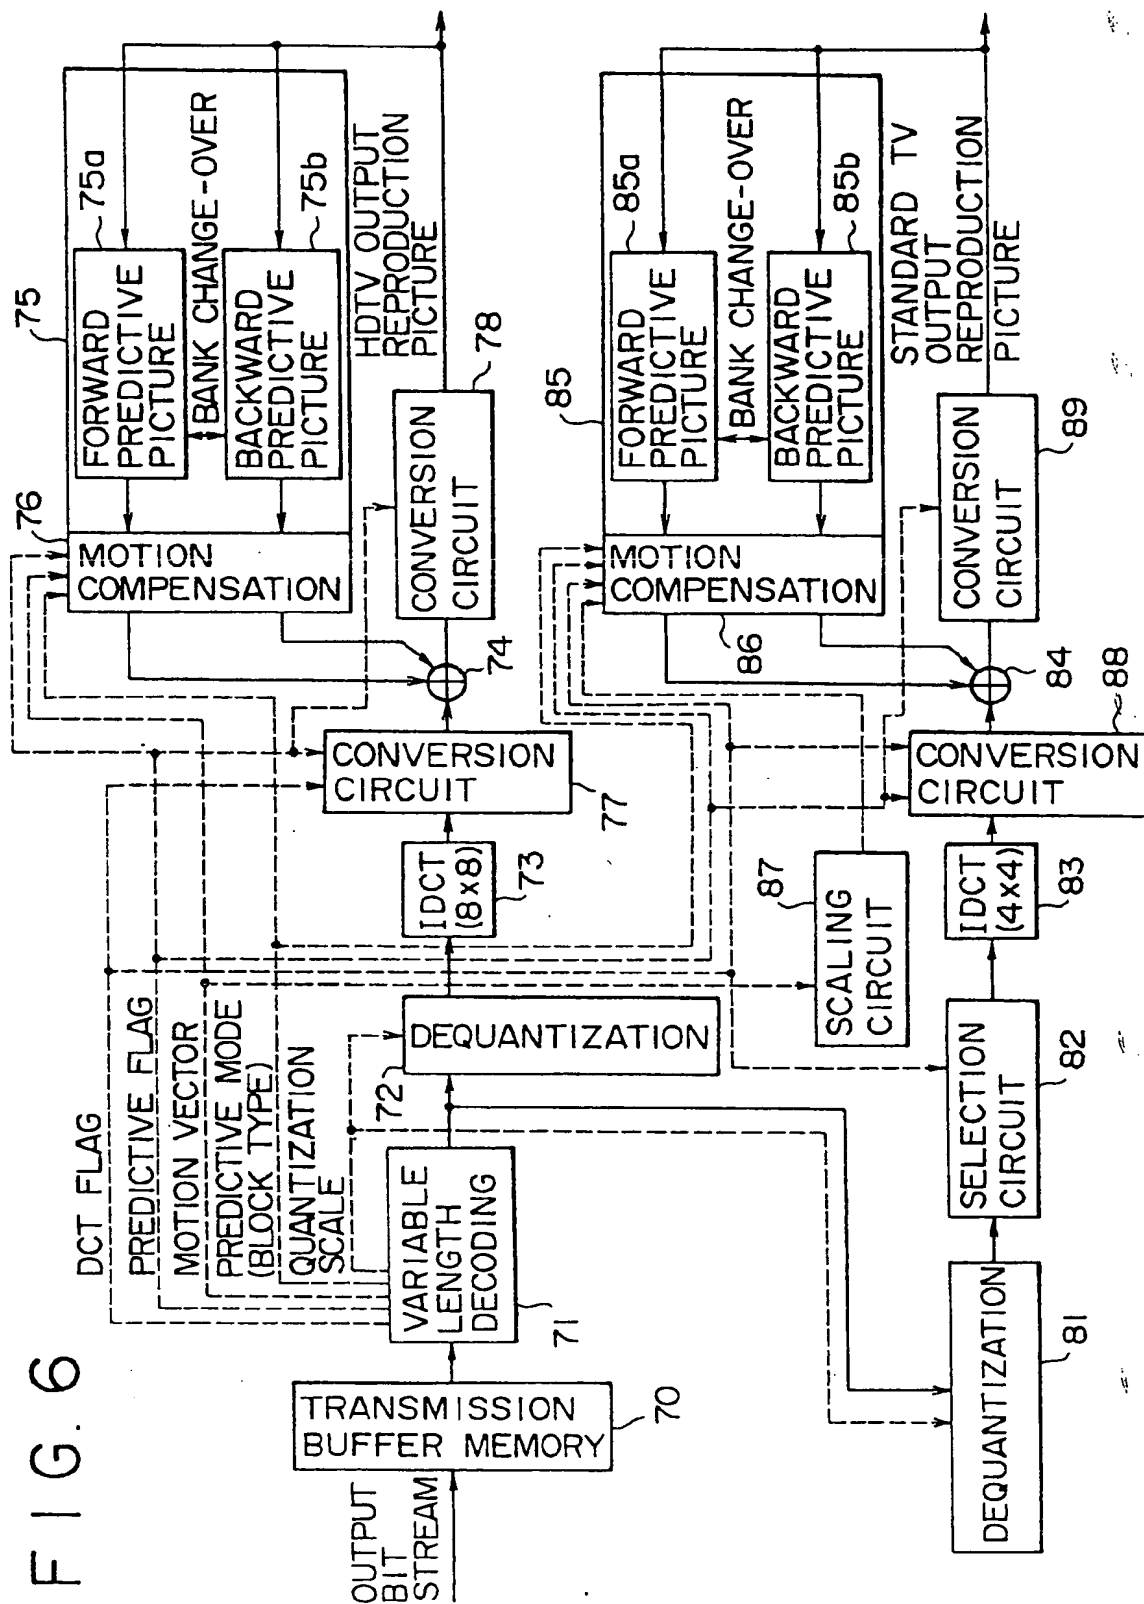 FIG. 6
OUTPUT
BIT
STREAM
TRANSMISSION
BUFFER MEMORY
70
VARIABLE
LENGTH
DECODING
71
DCT FLAG
PREDICTIVE FLAG
MOTION VECTOR
PREDICTIVE MODE
(BLOCK TYPE)
QUANTIZATION
SCALE
72
DEQUANTIZATION
IDCT
(8×8)
73
CONVERSION
CIRCUIT
77
74
CONVERSION
CIRCUIT
78
HDTV OUTPUT
REPRODUCTION
PICTURE
75
76
MOTION
COMPENSATION
FORWARD
PREDICTIVE
PICTURE
75a
BANK CHANGE-OVER
BACKWARD
PREDICTIVE
PICTURE
75b
DEQUANTIZATION
81
SELECTION
CIRCUIT
82
SCALING
CIRCUIT
87
IDCT
(4×4)
83
CONVERSION
CIRCUIT
88
84
CONVERSION
CIRCUIT
89
STANDARD TV
OUTPUT
REPRODUCTION
PICTURE
85
MOTION
COMPENSATION
86
FORWARD
PREDICTIVE
PICTURE
85a
BANK CHANGE-OVER
BACKWARD
PREDICTIVE
PICTURE
85b